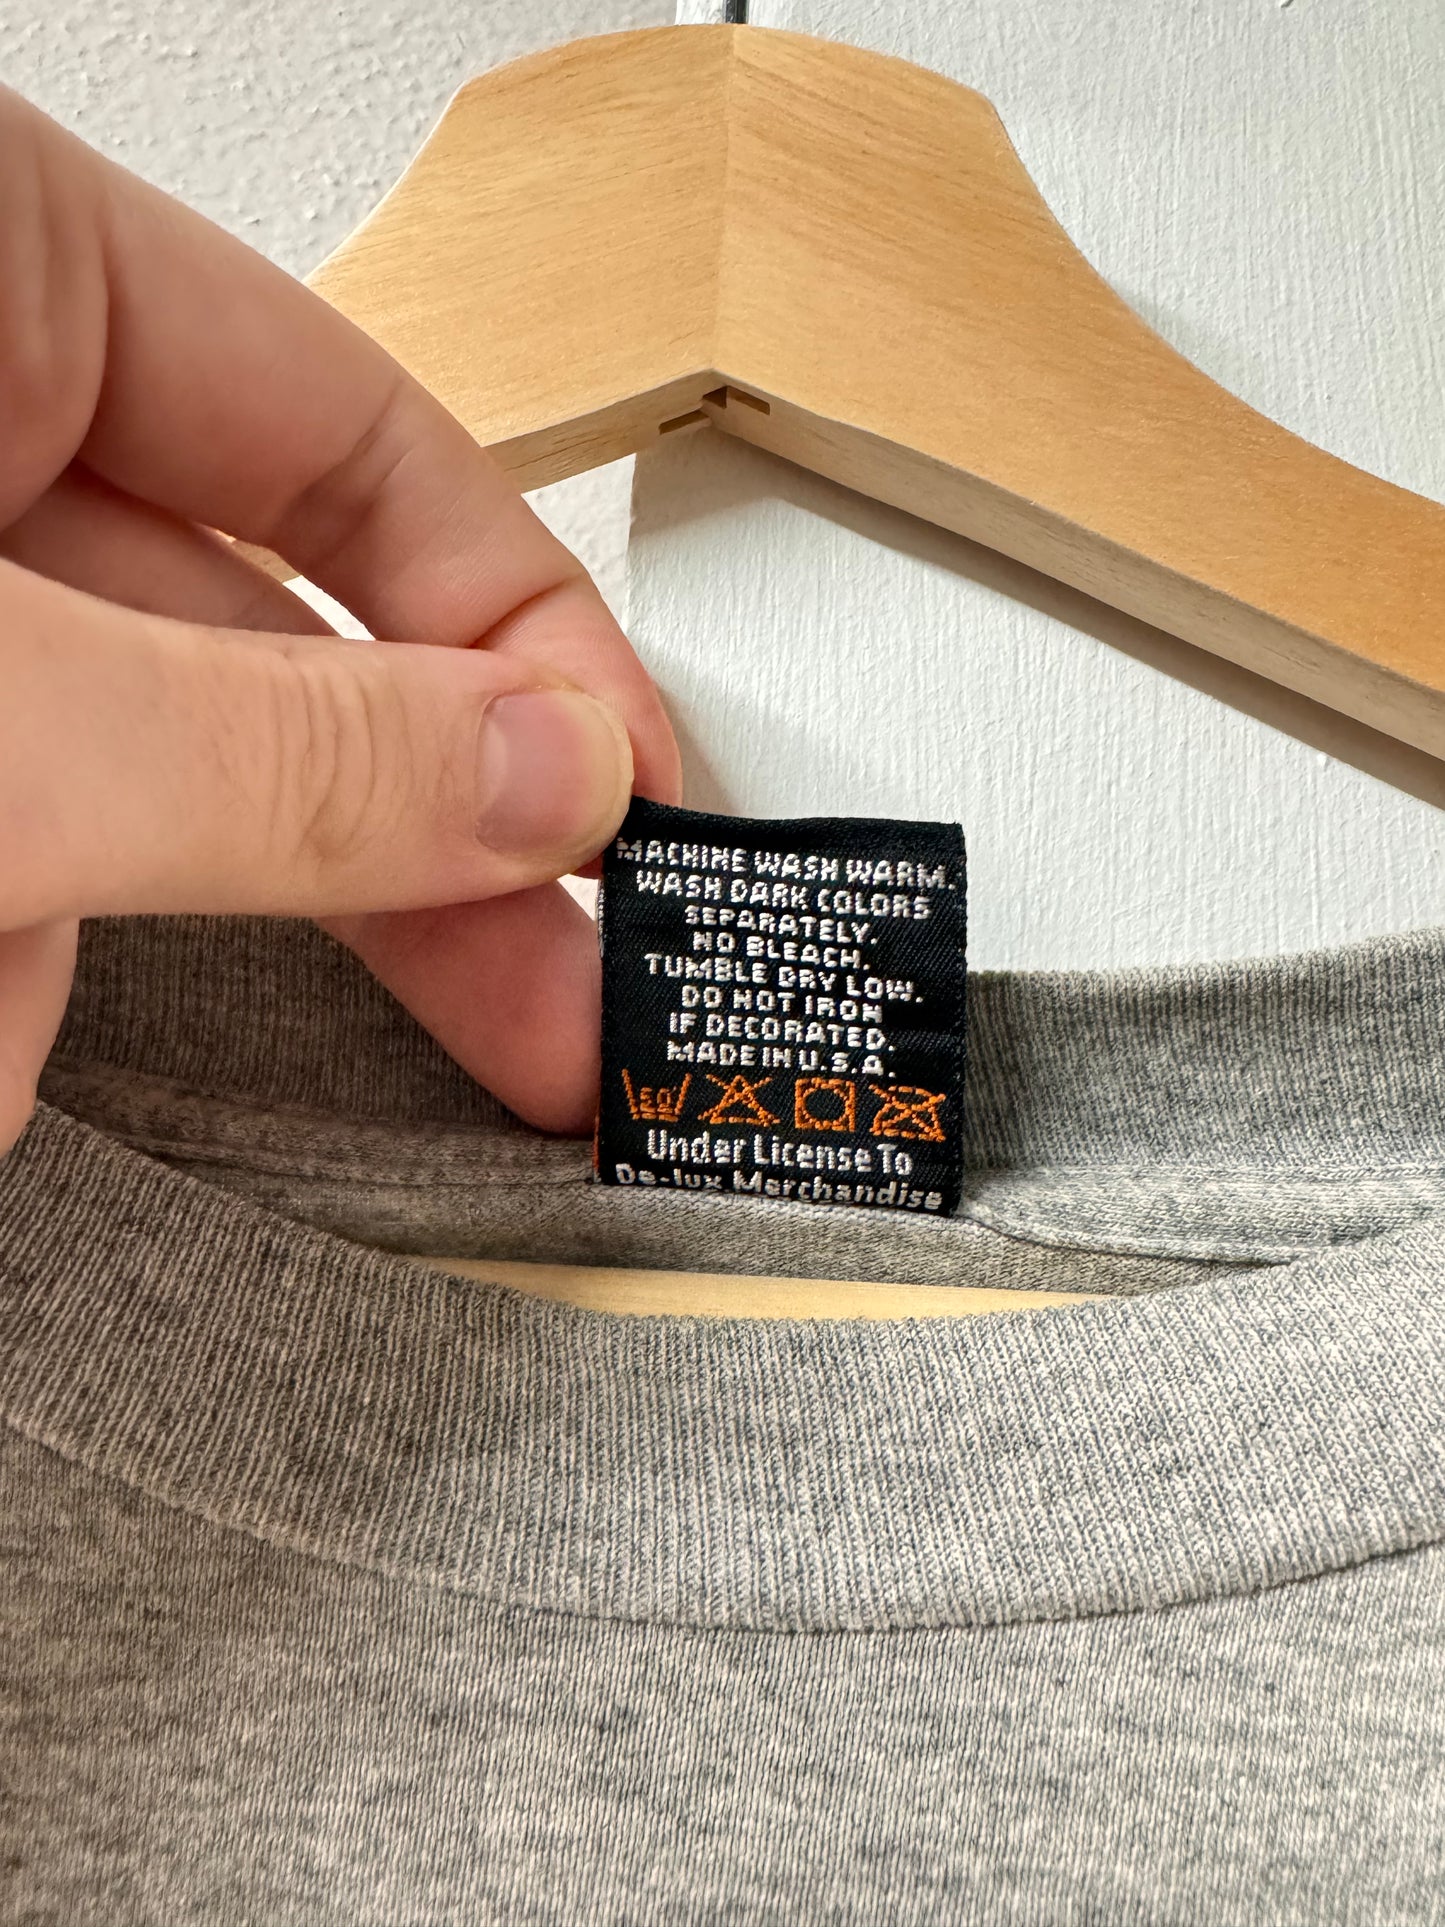 MACHINE WASH WARM.
WASH DARK COLORS
SEPARATELY.
NO BLEACH.
TUMBLE DRY LOW.
DO NOT IRON
IF DECORATED.
MADE IN U.S.A.
50
Under License To
De-lux Merchandise